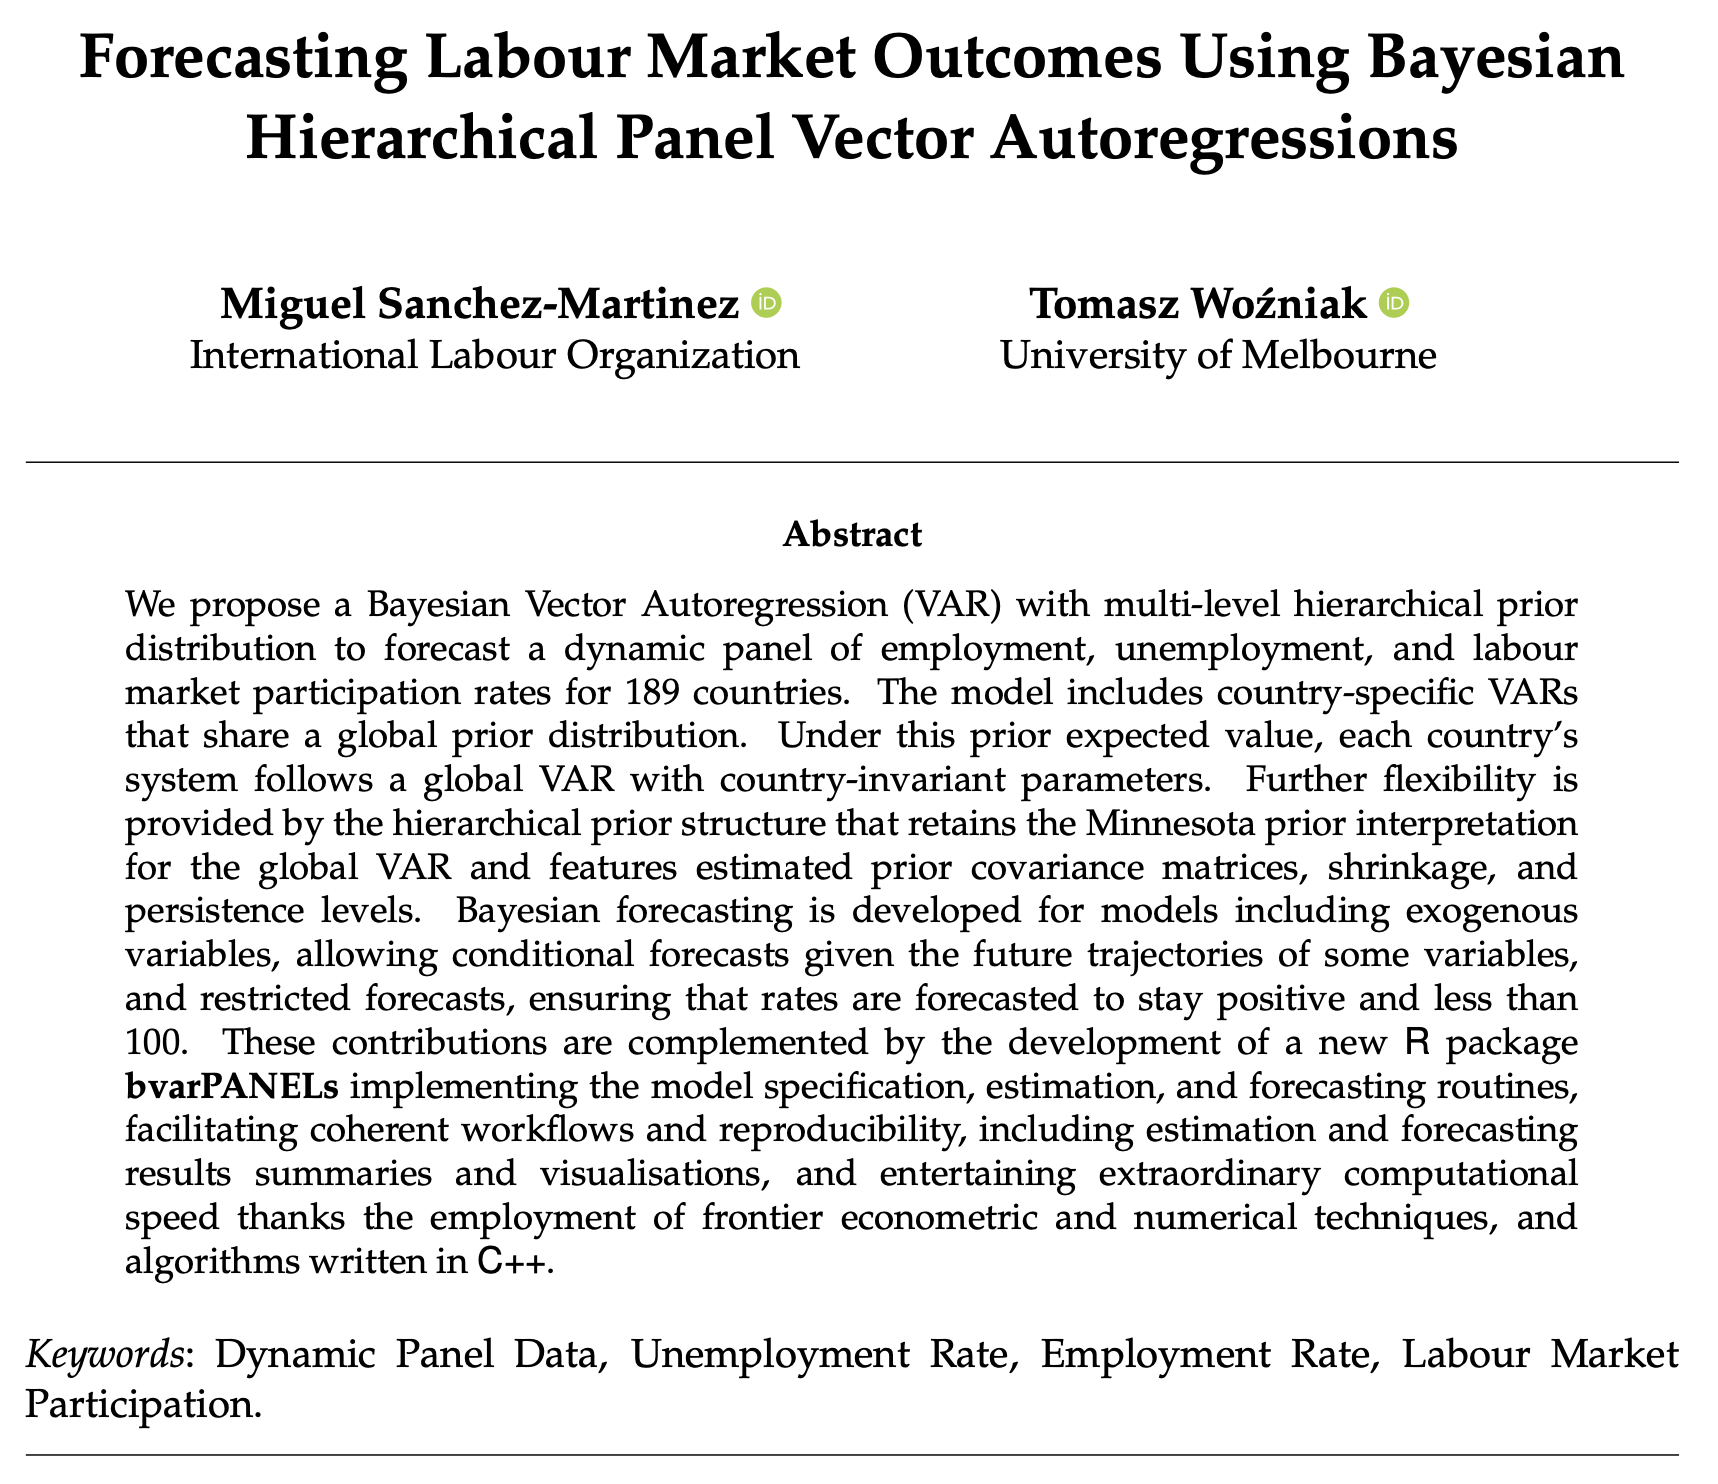 Forecasting Labour Market Outcomes Using Bayesian
Hierarchical Panel Vector Autoregressions
Miguel Sanchez-Martinez iD
International Labour Organization
Tomasz Woźniak iD
University of Melbourne
Abstract
We propose a Bayesian Vector Autoregression (VAR) with multi-level hierarchical prior
distribution to forecast a dynamic panel of employment, unemployment, and labour
market participation rates for 189 countries. The model includes country-specific VARs
that share a global prior distribution. Under this prior expected value, each country's
system follows a global VAR with country-invariant parameters. Further flexibility is
provided by the hierarchical prior structure that retains the Minnesota prior interpretation
for the global VAR and features estimated prior covariance matrices, shrinkage, and
persistence levels. Bayesian forecasting is developed for models including exogenous
variables, allowing conditional forecasts given the future trajectories of some variables,
and restricted forecasts, ensuring that rates are forecasted to stay positive and less than
100. These contributions are complemented by the development of a new R package
bvarPANELs implementing the model specification, estimation, and forecasting routines,
facilitating coherent workflows and reproducibility, including estimation and forecasting
results summaries and visualisations, and entertaining extraordinary computational
speed thanks the employment of frontier econometric and numerical techniques, and
algorithms written in C++.
Keywords: Dynamic Panel Data, Unemployment Rate, Employment Rate, Labour Market
Participation.